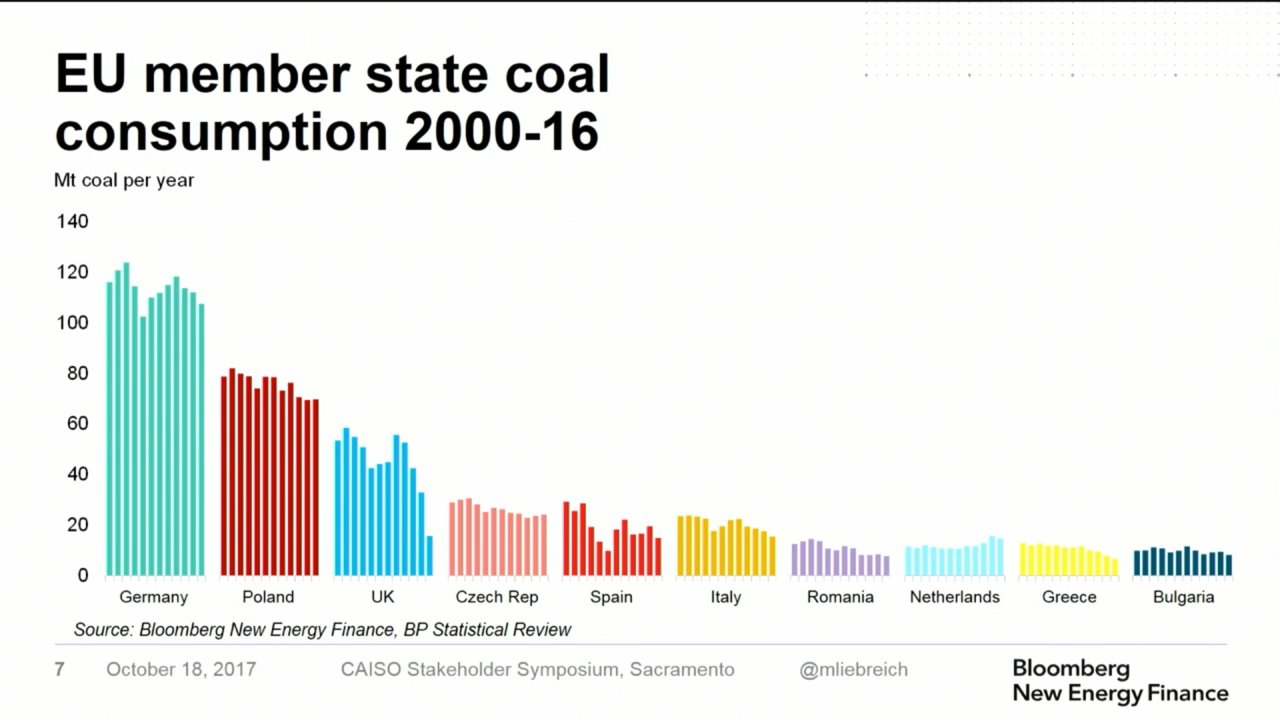 EU member state coal
consumption 2000-16
Mt coal per year
140
120
100
80
60
40
20
0
Germany Poland UK Czech Rep Spain Italy Romania Netherlands Greece Bulgaria
Source: Bloomberg New Energy Finance, BP Statistical Review
7 October 18, 2017 CAISO Stakeholder Symposium, Sacramento @mliebreich
Bloomberg
New Energy Finance